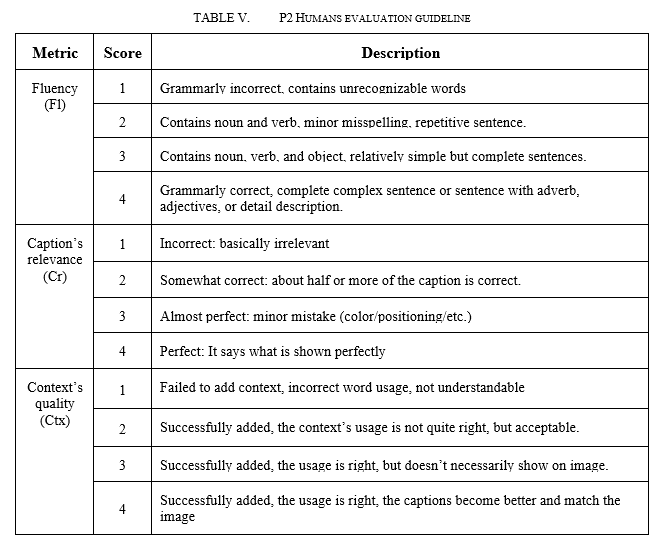 TABLE V. P2 HUMANS EVALUATION GUIDELINE
Metric Score Description
Fluency
(Fl)
1 Grammarly incorrect, contains unrecognizable words
2 Contains noun and verb, minor misspelling, repetitive sentence.
3 Contains noun, verb, and object, relatively simple but complete sentences.
4 Grammarly correct, complete complex sentence or sentence with adverb,
adjectives, or detail description.
Caption's
relevance
(Cr)
1 Incorrect: basically irrelevant
2 Somewhat correct: about half or more of the caption is correct.
3 Almost perfect: minor mistake (color/positioning/etc.)
4 Perfect: It says what is shown perfectly
Context's
quality
(Ctx)
1 Failed to add context, incorrect word usage, not understandable
2 Successfully added, the context's usage is not quite right, but acceptable.
3 Successfully added, the usage is right, but doesn't necessarily show on image.
4 Successfully added, the usage is right, the captions become better and match the
image